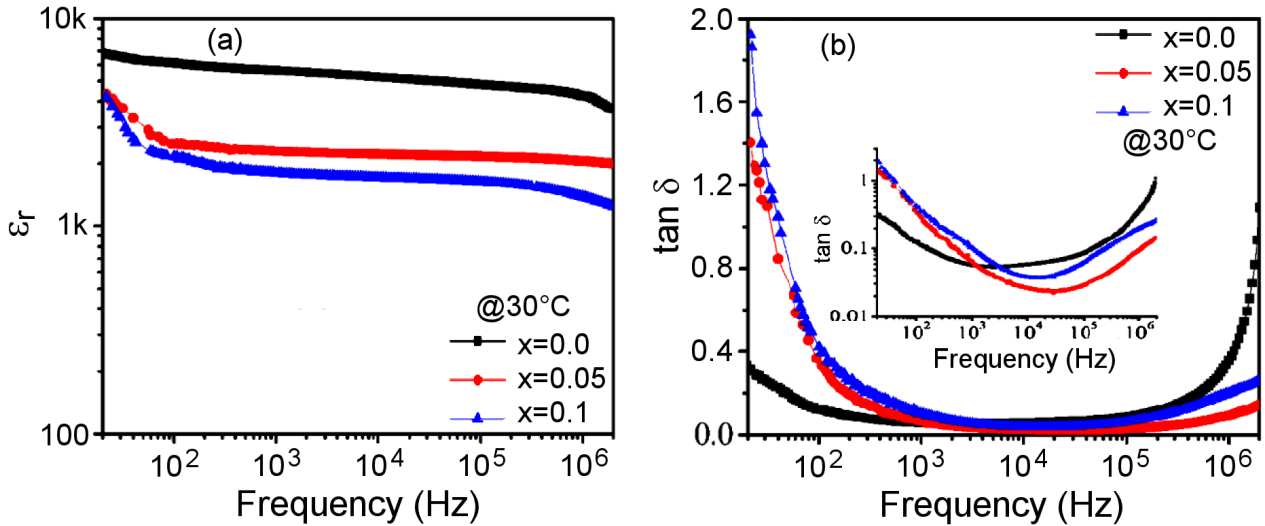 10k
(a)
1k
100
εr
@30°C
x=0.0
x=0.05
x=0.1
10²
10³
10⁴
10⁵
10⁶
Frequency (Hz)
2.0
1.6
1.2
0.8
0.4
0.0
tan δ
(b)
x=0.0
x=0.05
x=0.1
@30°C
1
0.1
0.01
tan δ
10²
10³
10⁴
10⁵
10⁶
Frequency (Hz)
10²
10³
10⁴
10⁵
10⁶
Frequency (Hz)